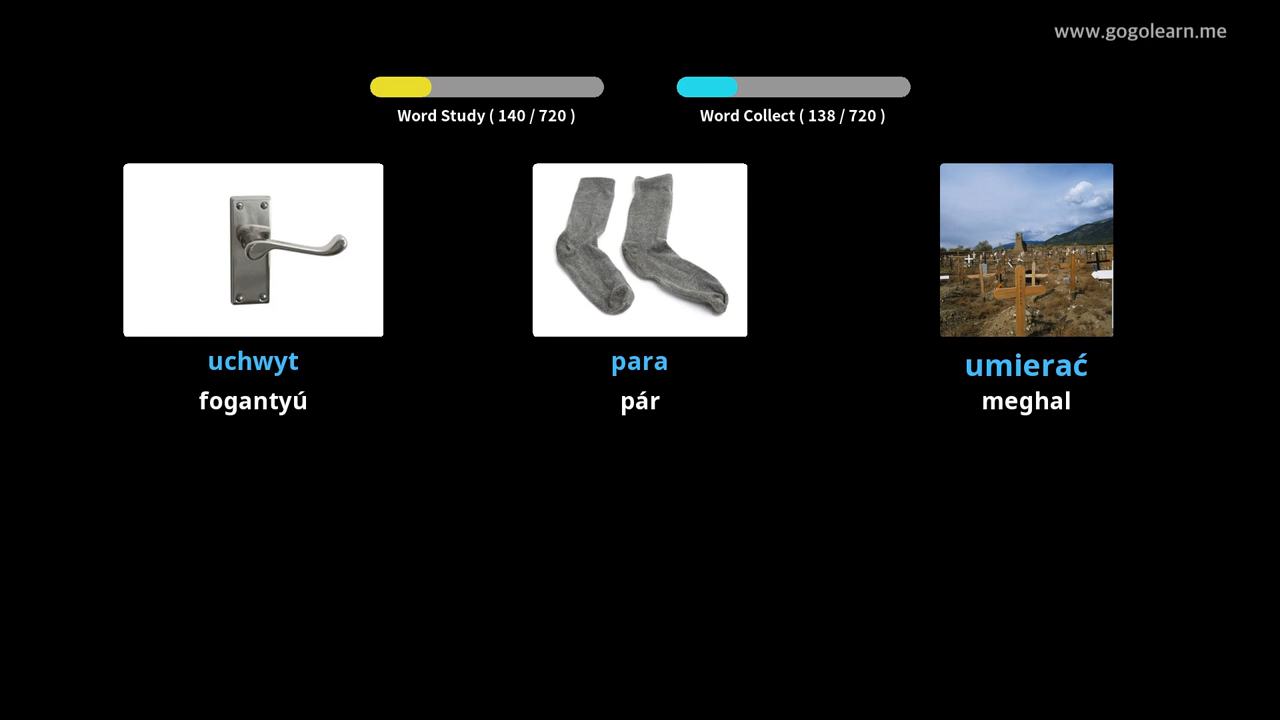 www.gogolearn.me
Word Study ( 140 / 720 )
Word Collect ( 138 / 720 )
uchwyt
fogantyú
para
pár
umierać
meghal